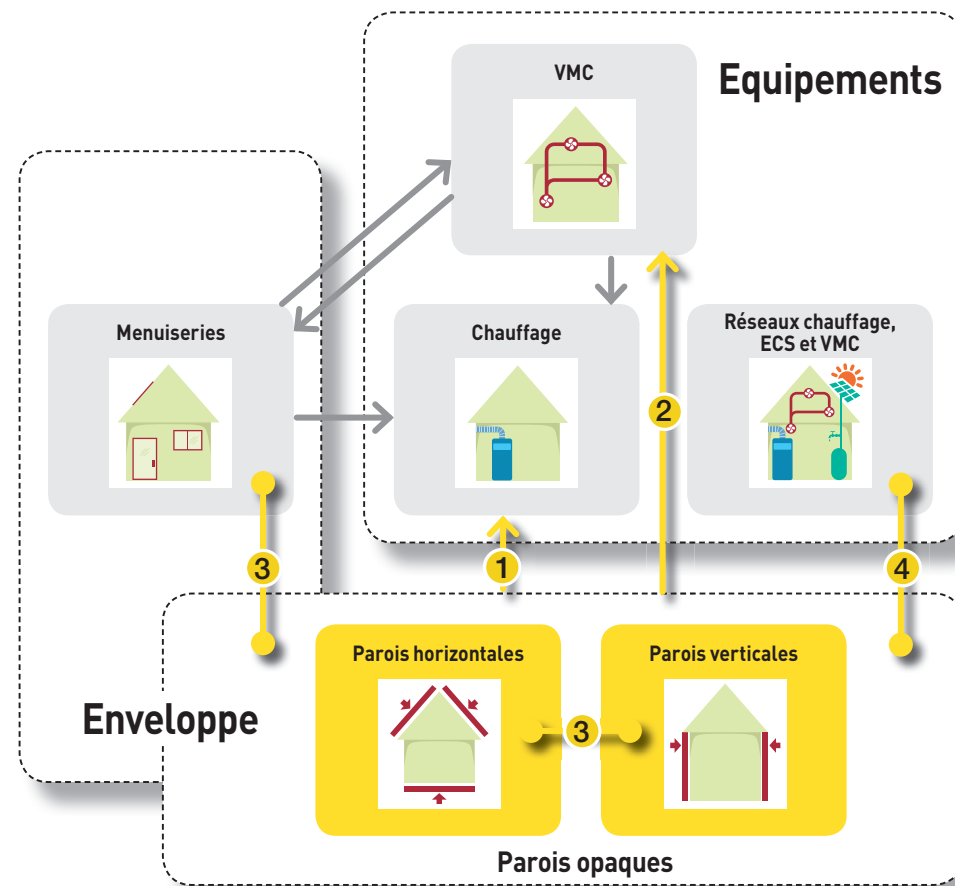 Equipements
VMC
Menuiseries
Chauffage
Réseaux chauffage,
ECS et VMC
2
3
1
4
Enveloppe
Parois horizontales
Parois verticales
3
Parois opaques